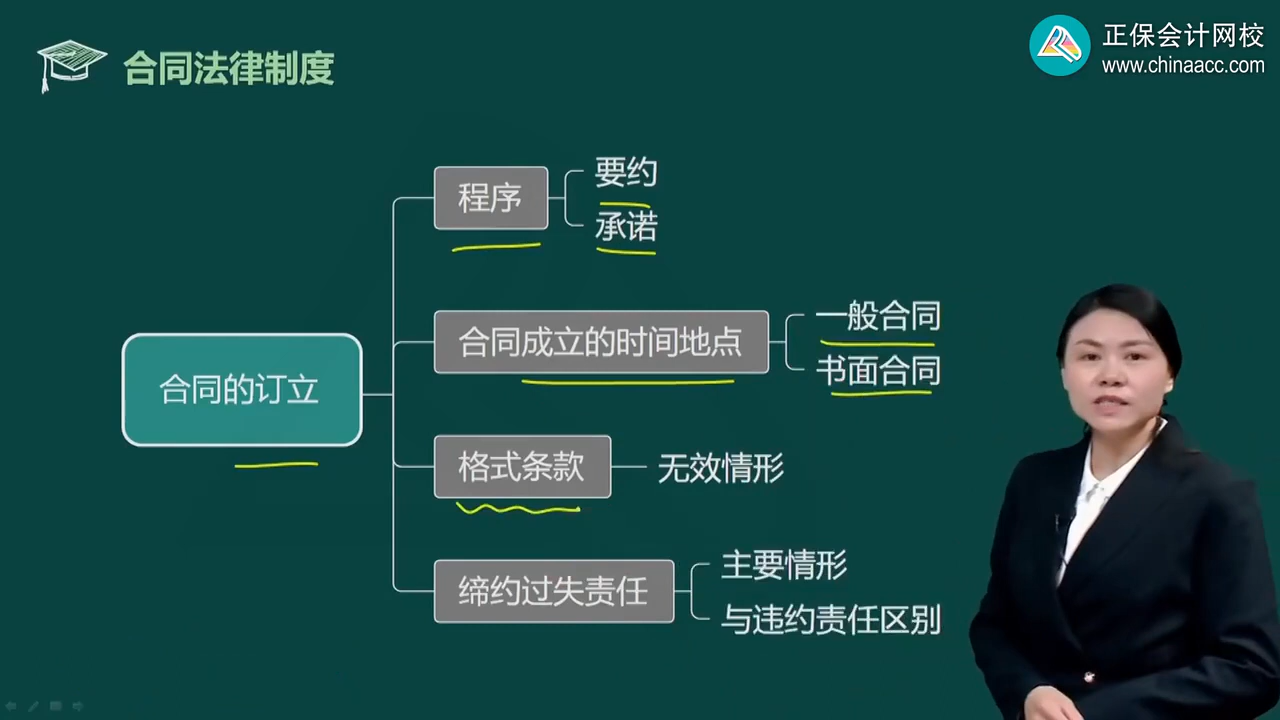 正保会计网校
www.chinaacc.com
合同法律制度
合同的订立
程序
要约
承诺
合同成立的时间地点
一般合同
书面合同
格式条款
无效情形
缔约过失责任
主要情形
与违约责任区别